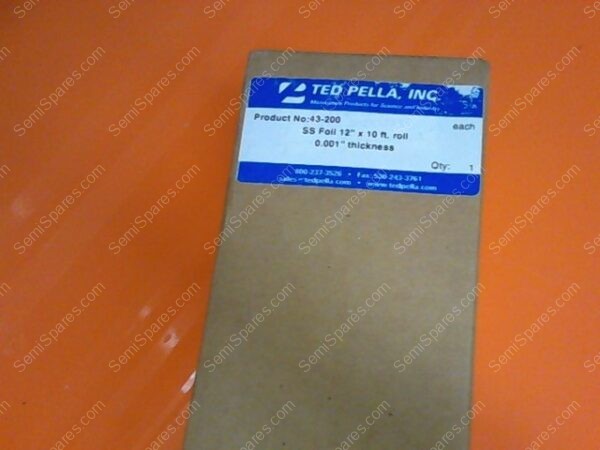 TED PELLA, INC
Microscopy Products for Science and Industry
Product No:43-200
each
SS Foil 12" x 10 ft. roll
0.001" thickness
Qty: 1
800-237-3526 • Fax:530-243-3761
sales@tedpella.com • www.tedpella.com
SemiSpares.com